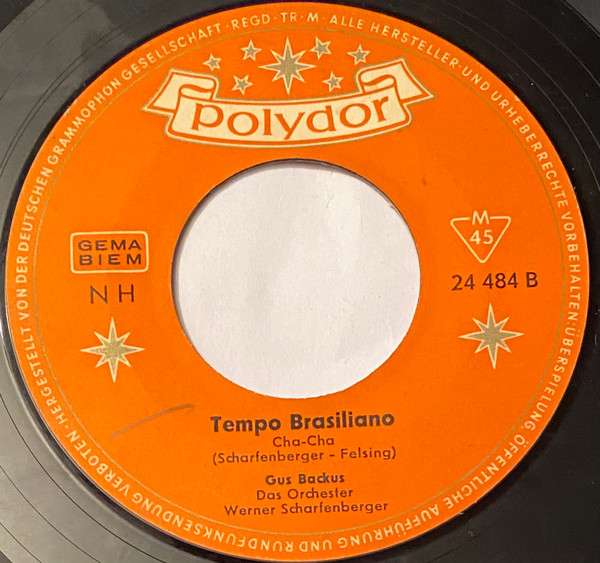 HERGESTELLT VON DER DEUTSCHEN GRAMMOPHON GESELLSCHAFT · REGD · TR · M · ALLE HERSTELLER- UND URHEBERRECHTE VORBEHALTEN: ÜBERSPIELUNG, ÖFFENTLICHE AUFFÜHRUNG UND RUNDFUNKSENDUNG VERBOTEN ·
polydor
GEMA
BIEM
NH
M
45
24 484 B
Tempo Brasiliano
Cha-Cha
(Scharfenberger - Felsing)
Gus Backus
Das Orchester
Werner Scharfenberger